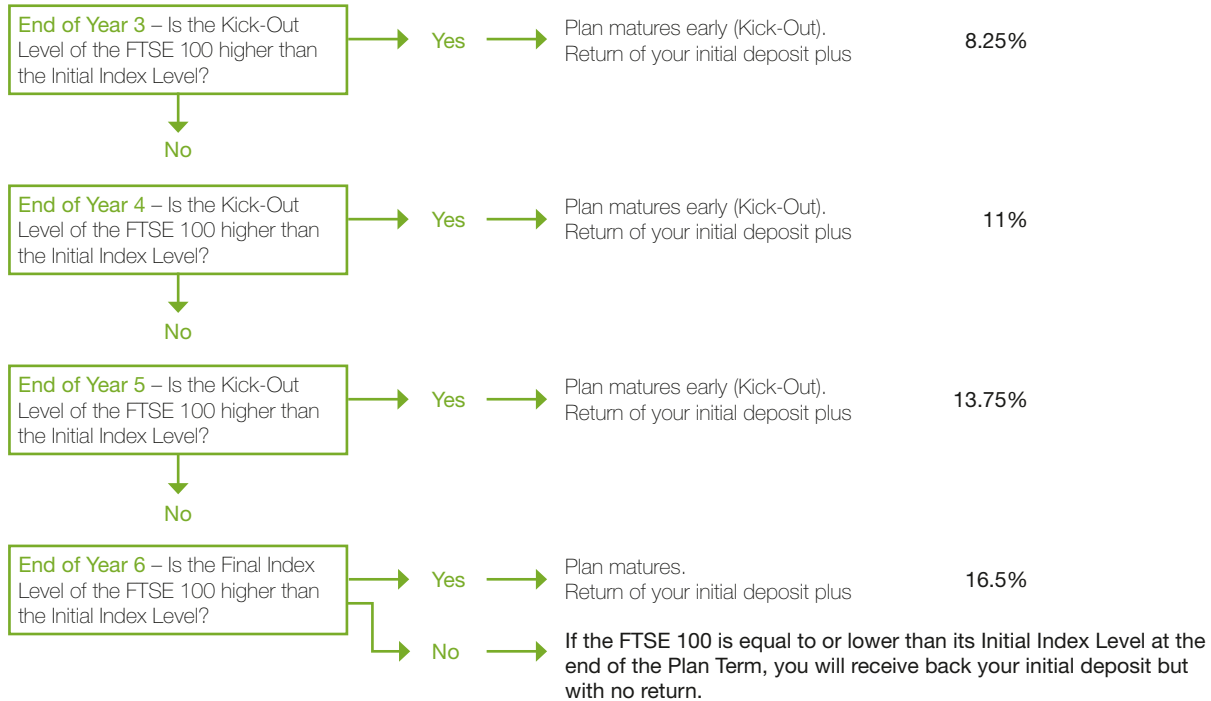 End of Year 3 – Is the Kick-Out
Level of the FTSE 100 higher than
the Initial Index Level?
Yes
Plan matures early (Kick-Out).
Return of your initial deposit plus
8.25%
No
End of Year 4 – Is the Kick-Out
Level of the FTSE 100 higher than
the Initial Index Level?
Yes
Plan matures early (Kick-Out).
Return of your initial deposit plus
11%
No
End of Year 5 – Is the Kick-Out
Level of the FTSE 100 higher than
the Initial Index Level?
Yes
Plan matures early (Kick-Out).
Return of your initial deposit plus
13.75%
No
End of Year 6 – Is the Final Index
Level of the FTSE 100 higher than
the Initial Index Level?
Yes
Plan matures.
Return of your initial deposit plus
16.5%
No
If the FTSE 100 is equal to or lower than its Initial Index Level at the
end of the Plan Term, you will receive back your initial deposit but
with no return.